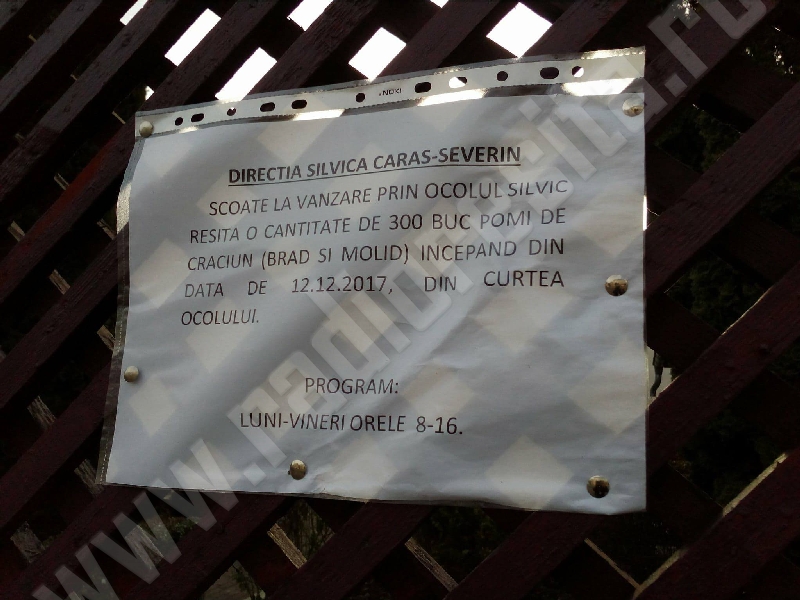 DIRECTIA SILVICA CARAS-SEVERIN
SCOATE LA VANZARE PRIN OCOLUL SILVIC
RESITA O CANTITATE DE 300 BUC POMI DE
CRACIUN (BRAD SI MOLID) INCEPAND DIN
DATA DE 12.12.2017, DIN CURTEA
OCOLULUI.
PROGRAM:
LUNI-VINERI ORELE 8-16.